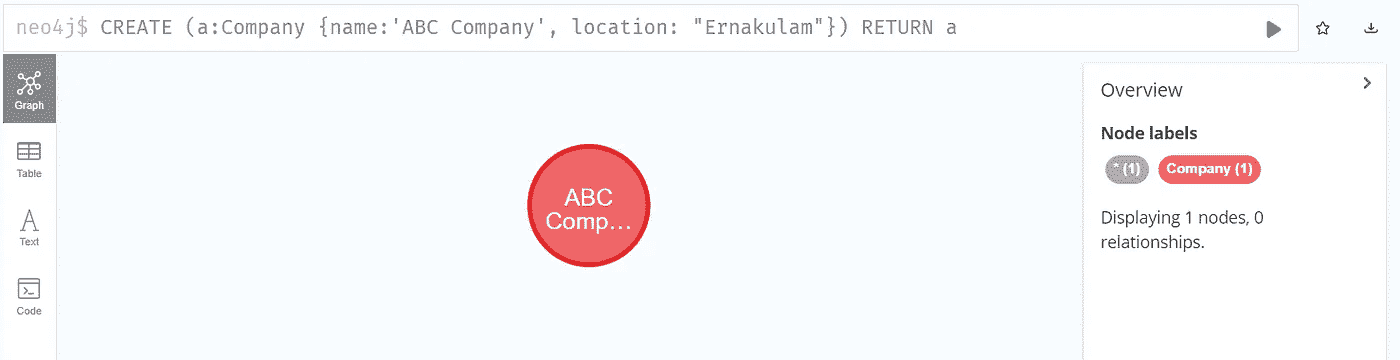 neo4j$ CREATE (a:Company {name:'ABC Company', location: "Ernakulam"}) RETURN a
Graph
Table
Text
Code
ABC
Comp...
Overview
Node labels
* (1) Company (1)
Displaying 1 nodes, 0
relationships.